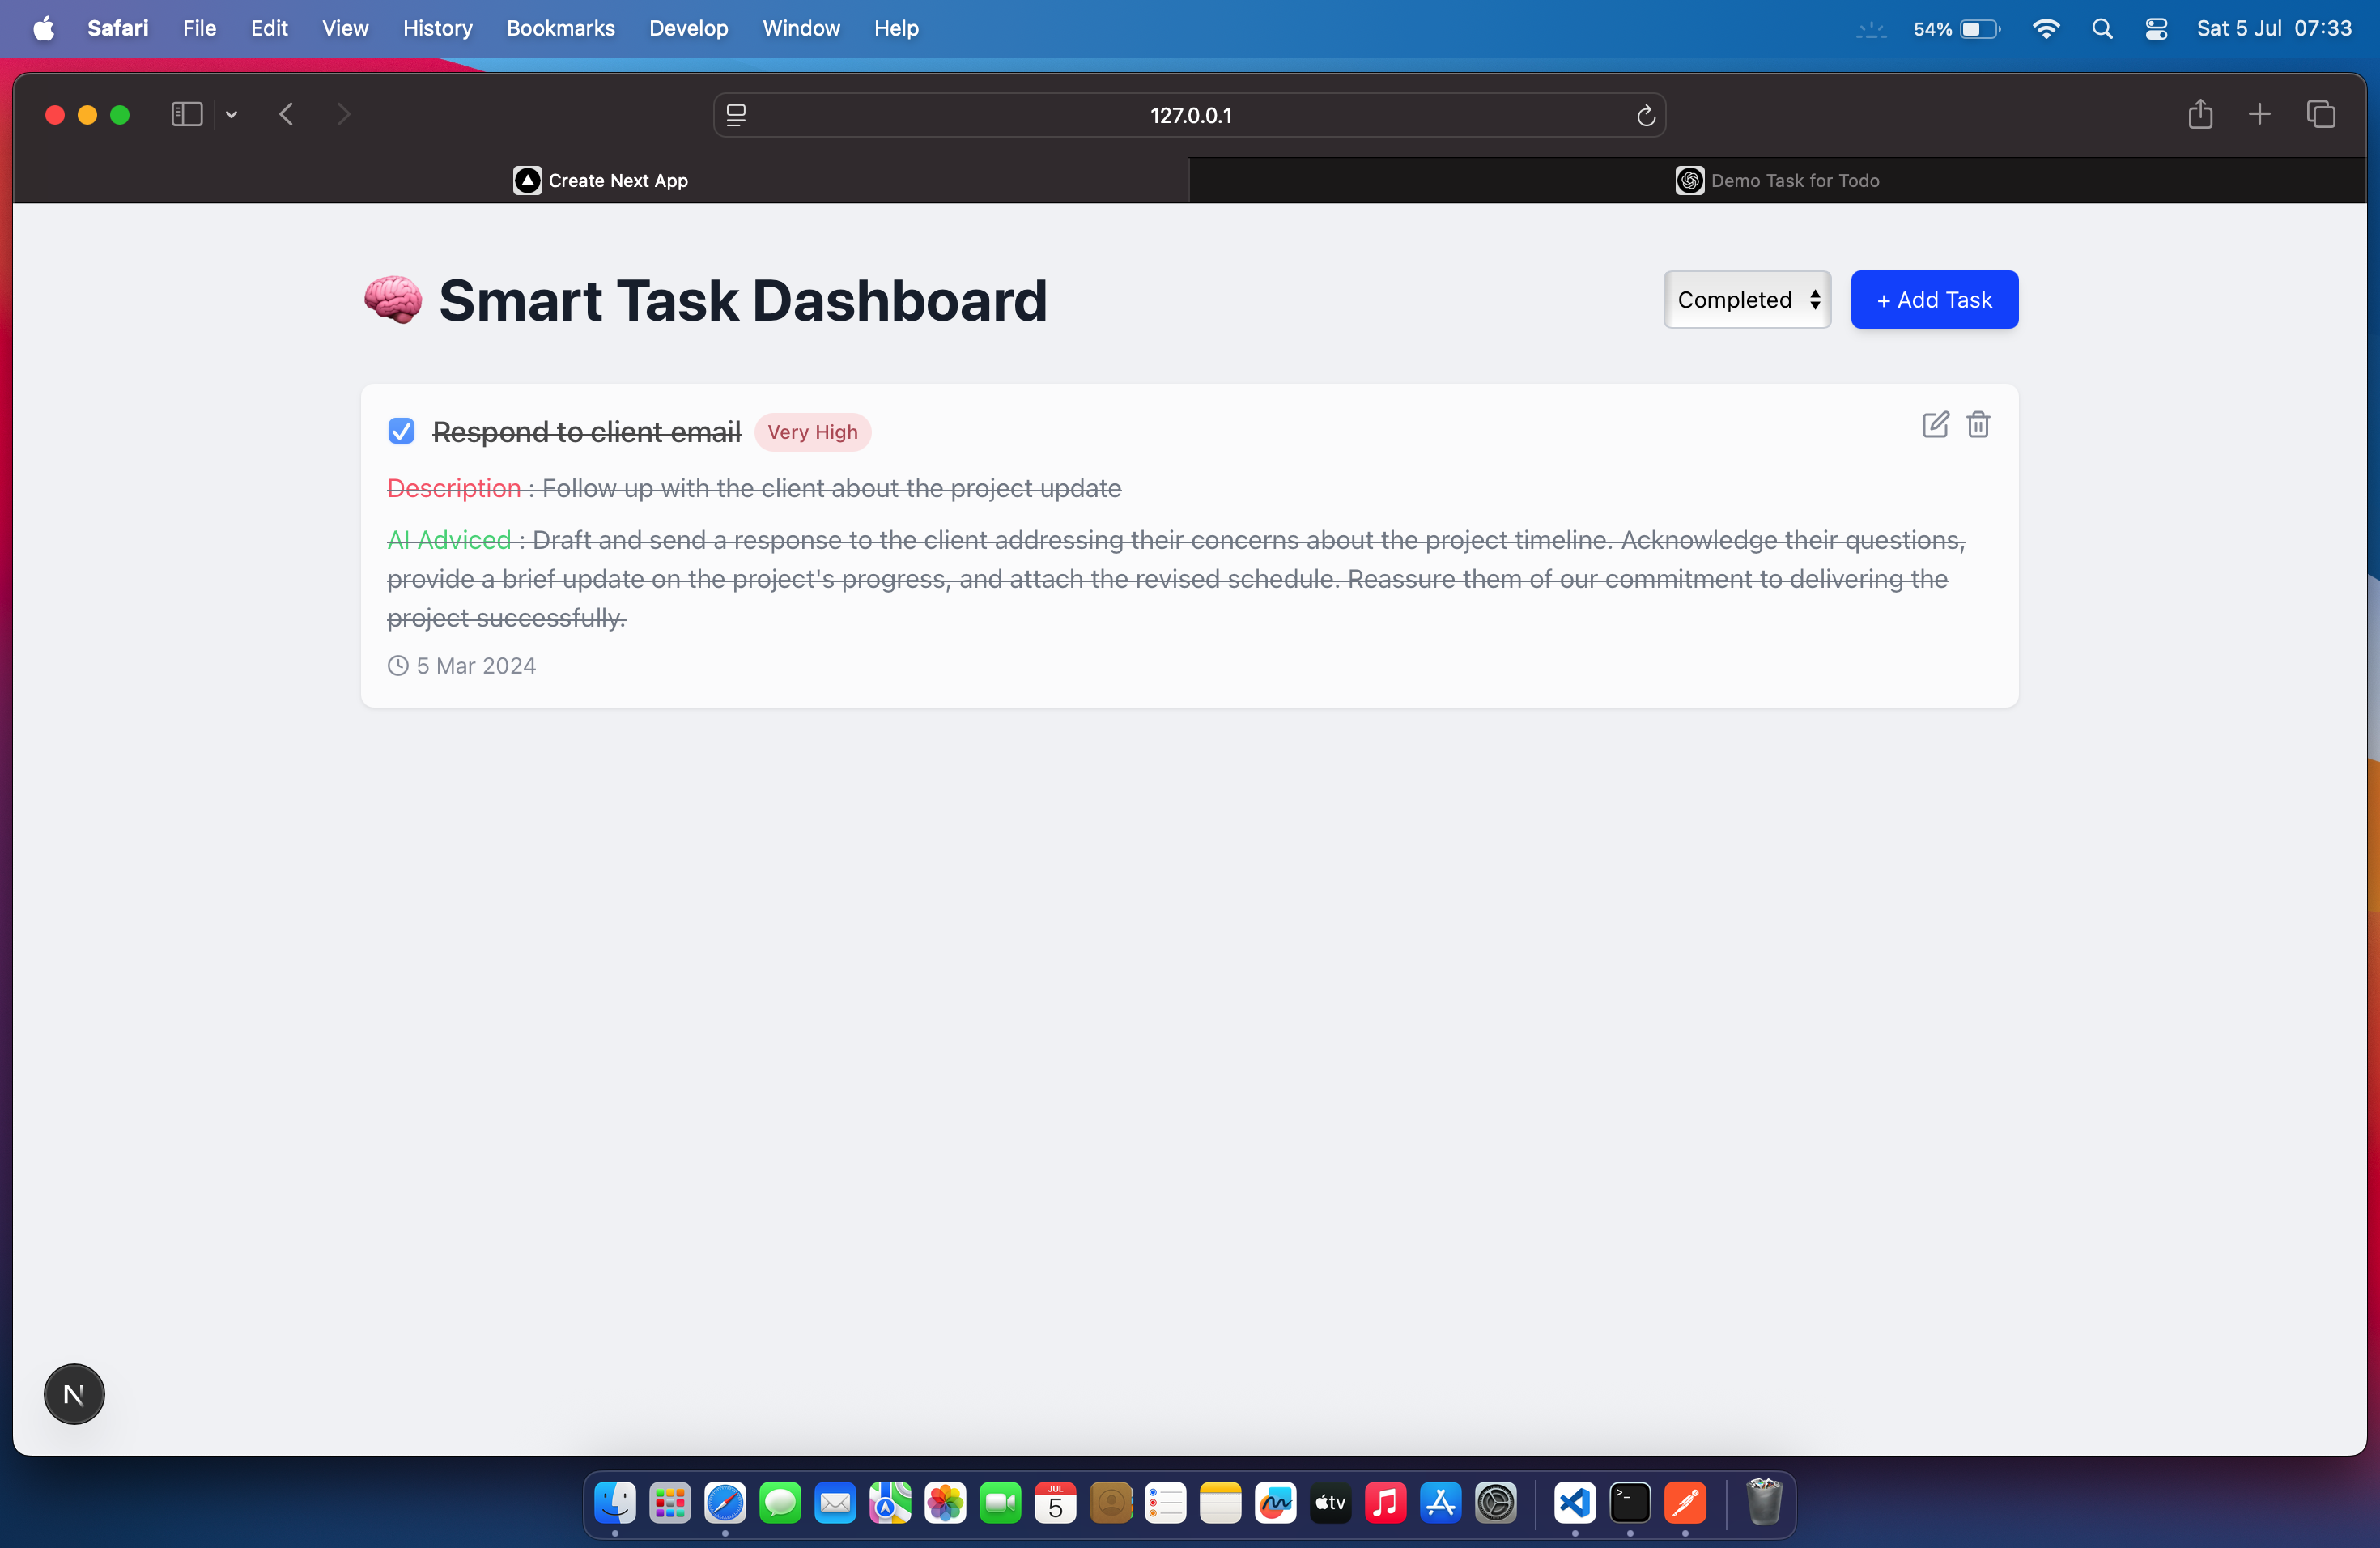 Safari File Edit View History Bookmarks Develop Window Help 54% Sat 5 Jul 07:33
127.0.0.1
Create Next App Demo Task for Todo
Smart Task Dashboard Completed + Add Task
Respond to client email Very High
Description : Follow up with the client about the project update
AI Adviced : Draft and send a response to the client addressing their concerns about the project timeline. Acknowledge their questions,
provide a brief update on the project's progress, and attach the revised schedule. Reassure them of our commitment to delivering the
project successfully.
5 Mar 2024
N
JUL
5
tv